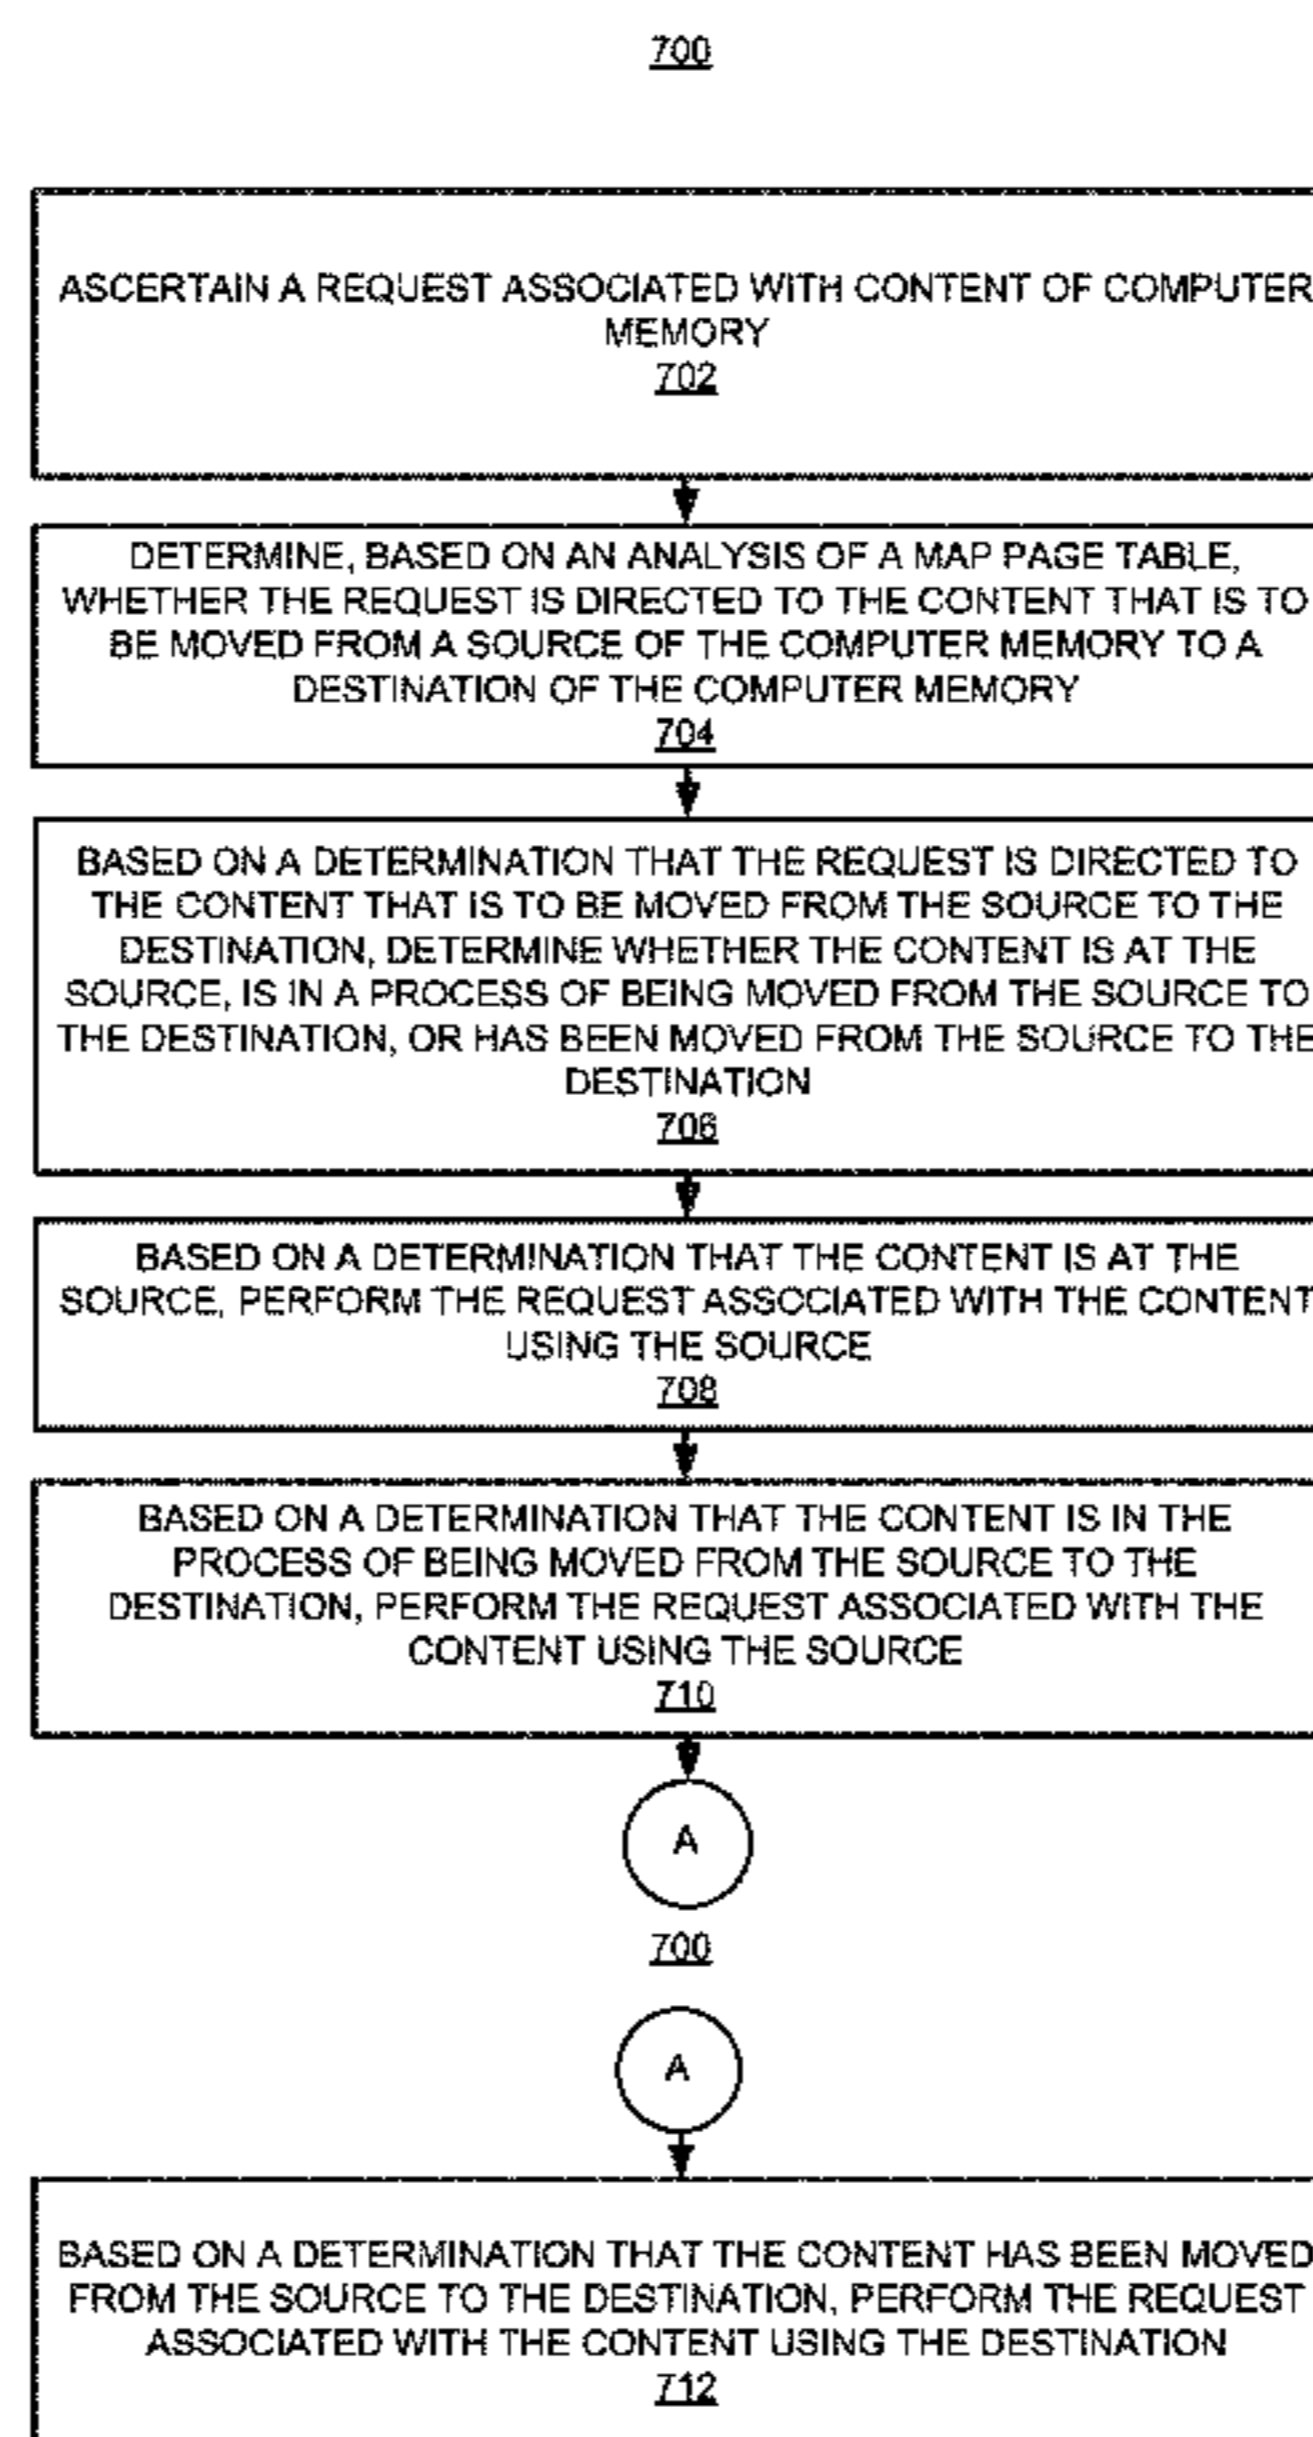 700
ASCERTAIN A REQUEST ASSOCIATED WITH CONTENT OF COMPUTER
MEMORY
702
DETERMINE, BASED ON AN ANALYSIS OF A MAP PAGE TABLE,
WHETHER THE REQUEST IS DIRECTED TO THE CONTENT THAT IS TO
BE MOVED FROM A SOURCE OF THE COMPUTER MEMORY TO A
DESTINATION OF THE COMPUTER MEMORY
704
BASED ON A DETERMINATION THAT THE REQUEST IS DIRECTED TO
THE CONTENT THAT IS TO BE MOVED FROM THE SOURCE TO THE
DESTINATION, DETERMINE WHETHER THE CONTENT IS AT THE
SOURCE, IS IN A PROCESS OF BEING MOVED FROM THE SOURCE TO
THE DESTINATION, OR HAS BEEN MOVED FROM THE SOURCE TO THE
DESTINATION
706
BASED ON A DETERMINATION THAT THE CONTENT IS AT THE
SOURCE, PERFORM THE REQUEST ASSOCIATED WITH THE CONTENT
USING THE SOURCE
708
BASED ON A DETERMINATION THAT THE CONTENT IS IN THE
PROCESS OF BEING MOVED FROM THE SOURCE TO THE
DESTINATION, PERFORM THE REQUEST ASSOCIATED WITH THE
CONTENT USING THE SOURCE
710
A
700
A
BASED ON A DETERMINATION THAT THE CONTENT HAS BEEN MOVED
FROM THE SOURCE TO THE DESTINATION, PERFORM THE REQUEST
ASSOCIATED WITH THE CONTENT USING THE DESTINATION
712